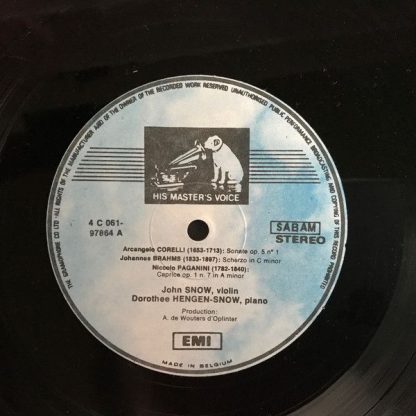 THE GRAMOPHONE CO LTD · ALL RIGHTS OF THE MANUFACTURER AND OF THE OWNER OF THE RECORDED WORK RESERVED UNAUTHORISED PUBLIC PERFORMANCE BROADCASTING AND COPYING OF THIS RECORD PROHIBITED
HIS MASTER'S VOICE
4 C 061-
97864 A
SABAM
STEREO
Arcangelo CORELLI (1653-1713): Sonate op. 5 n° 1
Johannes BRAHMS (1833-1897): Scherzo in C minor
Niccolo PAGANINI (1782-1840):
Caprice op. 1 n. 7 in A minor
John SNOW, violin
Dorothee HENGEN-SNOW, piano
Production:
A. de Wouters d'Oplinter
EMI
MADE IN BELGIUM